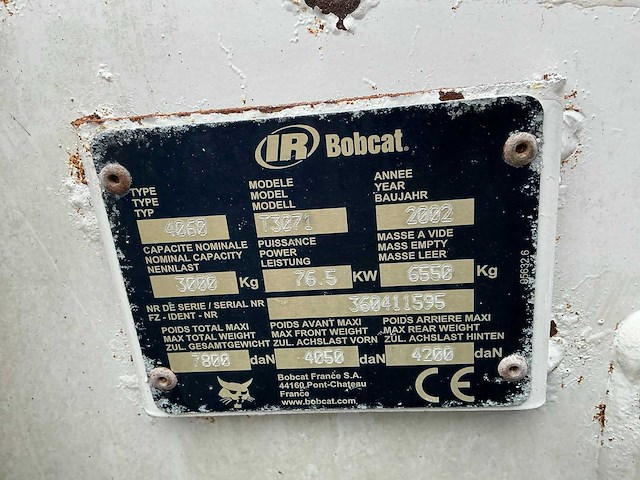 IR Bobcat®
TYPE
TYPE
TYP
4060
MODELE
MODEL
MODELL
T3071
ANNEE
YEAR
BAUJAHR
2002
CAPACITE NOMINALE
NOMINAL CAPACITY
NENNLAST
3000 Kg
PUISSANCE
POWER
LEISTUNG
76.5 KW
MASSE A VIDE
MASS EMPTY
MASSE LEER
6550 Kg
NR DE SERIE / SERIAL NR
FZ - IDENT - NR
360411595
POIDS TOTAL MAXI
MAX TOTAL WEIGHT
ZUL. GESAMTGEWICHT
7800 daN
POIDS AVANT MAXI
MAX FRONT WEIGHT
ZUL. ACHSLAST VORN
4050 daN
POIDS ARRIERE MAXI
MAX REAR WEIGHT
ZUL. ACHSLAST HINTEN
4200 daN
Bobcat France S.A.
44160 Pont-Chateau
France
www.bobcat.com
CE